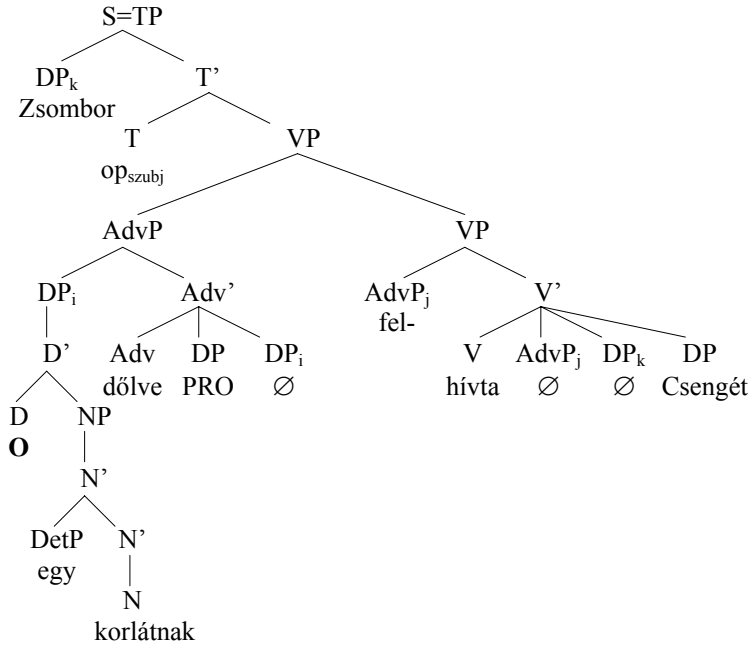 S=TP
DPₖ T’
Zsombor
T VP
opszubj
AdvP VP
DPᵢ Adv’ AdvPⱼ V’
fel-
D’ Adv DP DPᵢ V AdvPⱼ DPₖ DP
dőlve PRO ∅ hívta ∅ ∅ Csengét
D NP
O
N’
DetP N’
egy
N
korlátnak